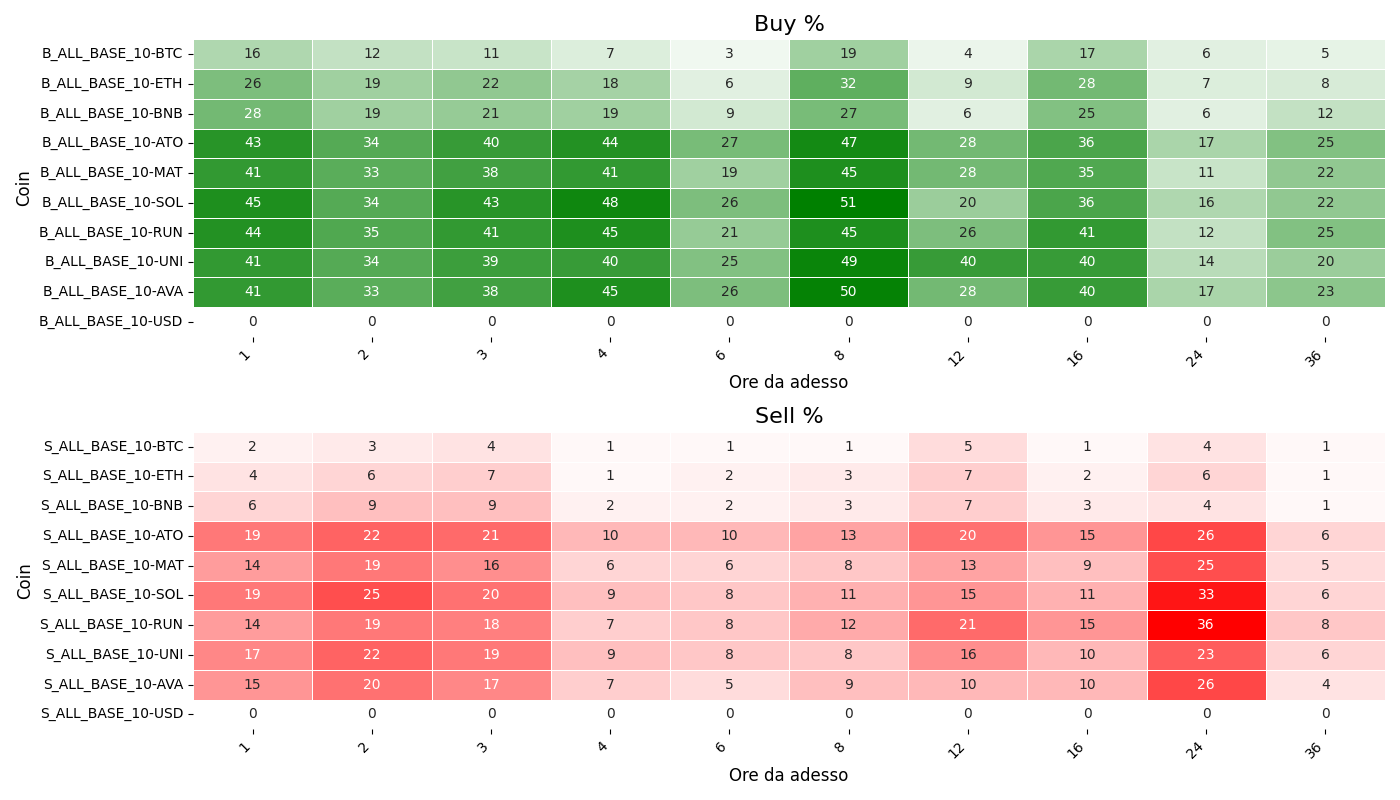 Buy %
Coin
B_ALL_BASE_10-BTC 16 12 11 7 3 19 4 17 6 5
B_ALL_BASE_10-ETH 26 19 22 18 6 32 9 28 7 8
B_ALL_BASE_10-BNB 28 19 21 19 9 27 6 25 6 12
B_ALL_BASE_10-ATO 43 34 40 44 27 47 28 36 17 25
B_ALL_BASE_10-MAT 41 33 38 41 19 45 28 35 11 22
B_ALL_BASE_10-SOL 45 34 43 48 26 51 20 36 16 22
B_ALL_BASE_10-RUN 44 35 41 45 21 45 26 41 12 25
B_ALL_BASE_10-UNI 41 34 39 40 25 49 40 40 14 20
B_ALL_BASE_10-AVA 41 33 38 45 26 50 28 40 17 23
B_ALL_BASE_10-USD 0 0 0 0 0 0 0 0 0 0
1 2 3 4 6 8 12 16 24 36
Ore da adesso
Sell %
Coin
S_ALL_BASE_10-BTC 2 3 4 1 1 1 5 1 4 1
S_ALL_BASE_10-ETH 4 6 7 1 2 3 7 2 6 1
S_ALL_BASE_10-BNB 6 9 9 2 2 3 7 3 4 1
S_ALL_BASE_10-ATO 19 22 21 10 10 13 20 15 26 6
S_ALL_BASE_10-MAT 14 19 16 6 6 8 13 9 25 5
S_ALL_BASE_10-SOL 19 25 20 9 8 11 15 11 33 6
S_ALL_BASE_10-RUN 14 19 18 7 8 12 21 15 36 8
S_ALL_BASE_10-UNI 17 22 19 9 8 8 16 10 23 6
S_ALL_BASE_10-AVA 15 20 17 7 5 9 10 10 26 4
S_ALL_BASE_10-USD 0 0 0 0 0 0 0 0 0 0
1 2 3 4 6 8 12 16 24 36
Ore da adesso